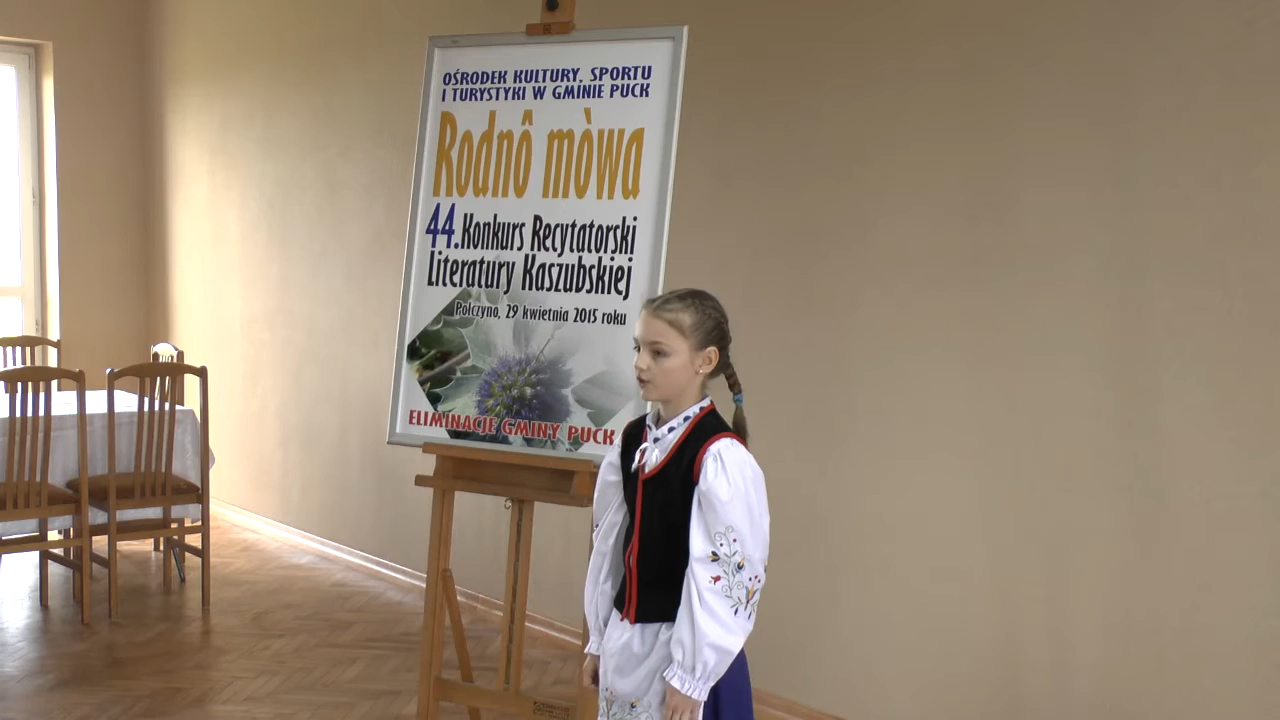 OŚRODEK KULTURY, SPORTU
I TURYSTYKI W GMINIE PUCK
Rodnô mòwa
44. Konkurs Recytatorski
Literatury Kaszubskiej
Połczyno, 29 kwietnia 2015 roku
ELIMINACJE GMINY PUCK